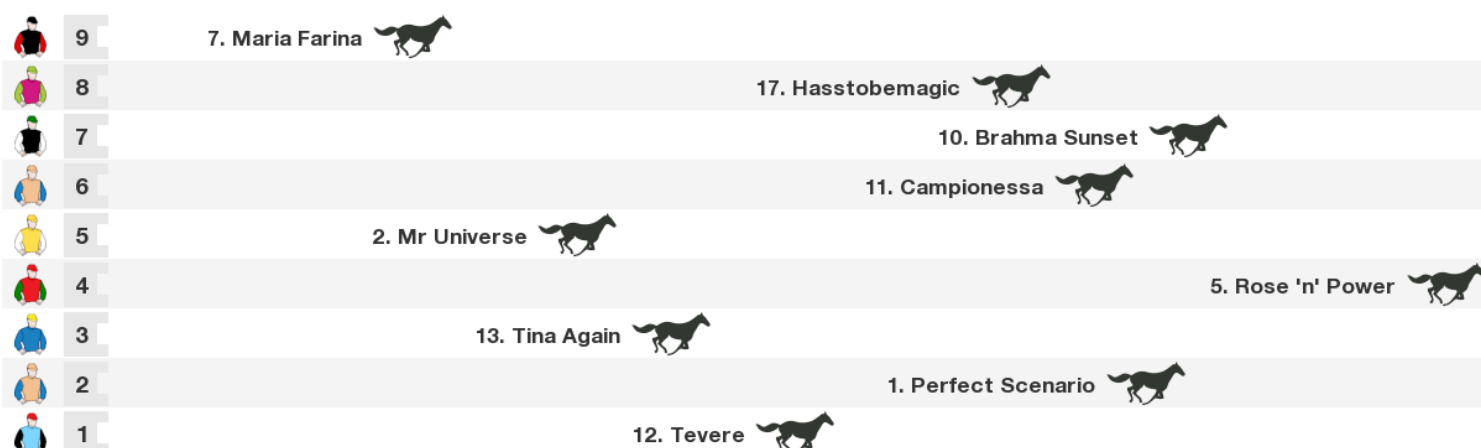 9 7. Maria Farina
8 17. Hasstobemagic
7 10. Brahma Sunset
6 11. Campionessa
5 2. Mr Universe
4 5. Rose 'n' Power
3 13. Tina Again
2 1. Perfect Scenario
1 12. Tevere